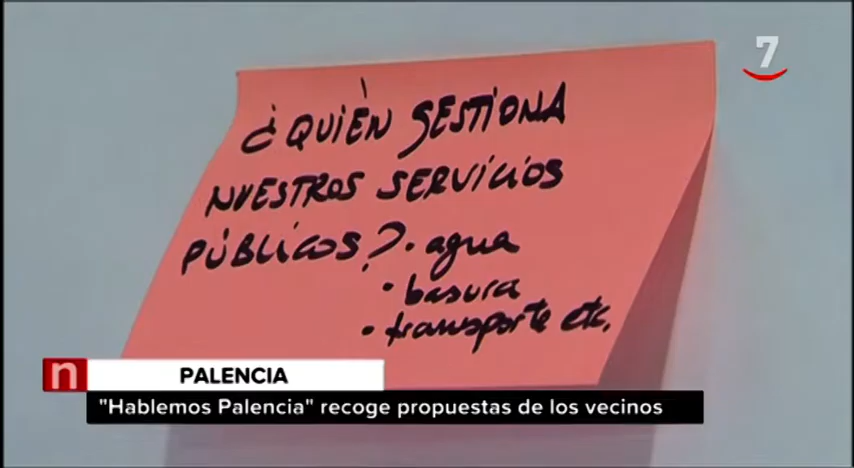 7
¿QUIÉN GESTIONA
NUESTROS SERVICIOS
PÚBLICOS? · agua
· basura
· transporte etc.
n
PALENCIA
"Hablemos Palencia" recoge propuestas de los vecinos